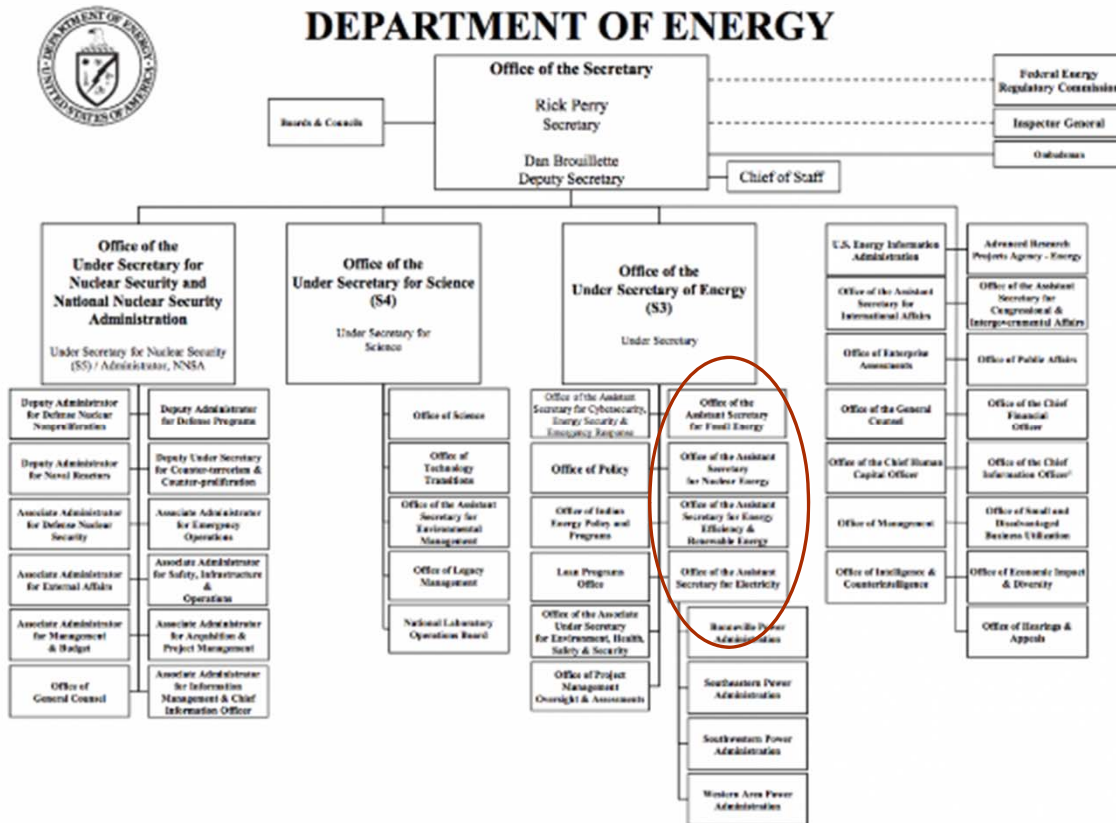 DEPARTMENT OF ENERGY
DEPARTMENT OF ENERGY
UNITED STATES OF AMERICA
Office of the Secretary
Rick Perry
Secretary
Dan Brouillette
Deputy Secretary
Boards & Councils
Federal Energy
Regulatory Commission
Inspector General
Ombudsman
Chief of Staff
Office of the
Under Secretary for
Nuclear Security and
National Nuclear Security
Administration
Under Secretary for Nuclear Security
(S5) / Administrator, NNSA
Deputy Administrator
for Defense Nuclear
Nonproliferation
Deputy Administrator
for Defense Programs
Deputy Administrator
for Naval Reactors
Deputy Under Secretary
for Counter-terrorism &
Counter-proliferation
Associate Administrator
for Defense Nuclear
Security
Associate Administrator
for Emergency
Operations
Associate Administrator
for External Affairs
Associate Administrator
for Safety, Infrastructure
&
Operations
Associate Administrator
for Management
& Budget
Associate Administrator
for Acquisition &
Project Management
Office of
General Counsel
Associate Administrator
for Information
Management & Chief
Information Officer
Office of the
Under Secretary for Science
(S4)
Under Secretary for
Science
Office of Science
Office of
Technology
Transitions
Office of the Assistant
Secretary for
Environmental
Management
Office of Legacy
Management
National Laboratory
Operations Board
Office of the
Under Secretary of Energy
(S3)
Under Secretary
Office of the Assistant
Secretary for Cybersecurity,
Energy Security &
Emergency Response
Office of the
Assistant Secretary
for Fossil Energy
Office of Policy
Office of the Assistant
Secretary
for Nuclear Energy
Office of Indian
Energy Policy and
Programs
Office of the Assistant
Secretary for Energy
Efficiency &
Renewable Energy
Loan Programs
Office
Office of the Assistant
Secretary for Electricity
Office of the Associate
Under Secretary
for Environment, Health,
Safety & Security
Bonneville Power
Administration
Office of Project
Management
Oversight & Assessments
Southeastern Power
Administration
Southwestern Power
Administration
Western Area Power
Administration
U.S. Energy Information
Administration
Advanced Research
Projects Agency - Energy
Office of the Assistant
Secretary for
International Affairs
Office of the Assistant
Secretary for
Congressional &
Intergovernmental Affairs
Office of Enterprise
Assessments
Office of Public Affairs
Office of the General
Counsel
Office of the Chief
Financial
Officer
Office of the Chief Human
Capital Officer
Office of the Chief
Information Officer
Office of Management
Office of Small and
Disadvantaged
Business Utilization
Office of Intelligence &
Counterintelligence
Office of Economic Impact
& Diversity
Office of Hearings &
Appeals